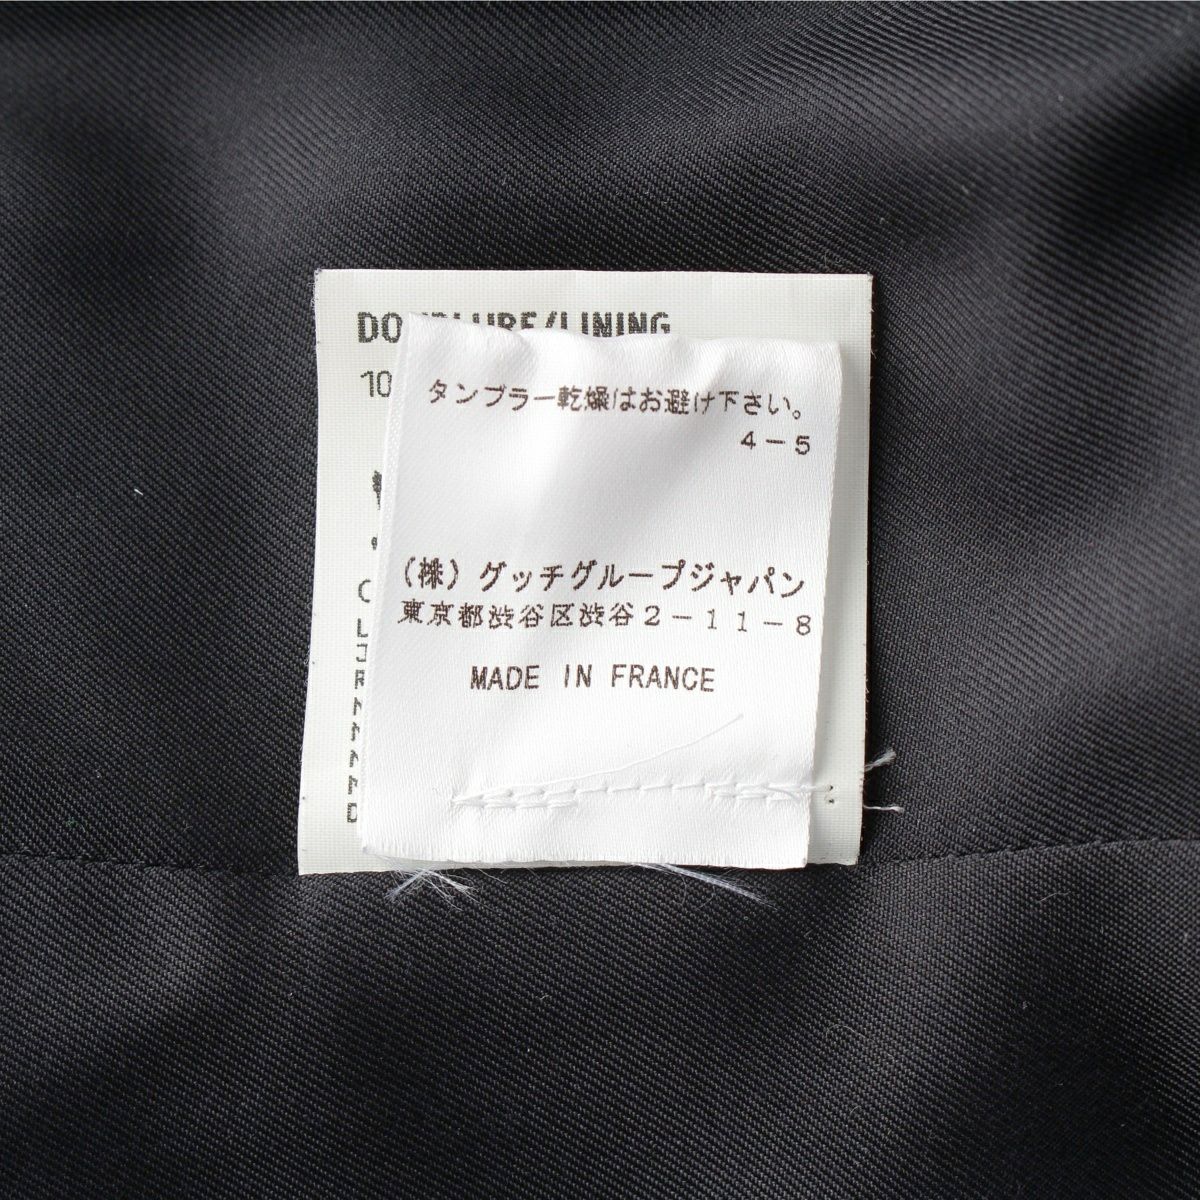 LINING
10
タンブラー乾燥はお避け下さい。
4-5
(株)グッチグループジャパン
東京都渋谷区渋谷2-11-8
MADE IN FRANCE